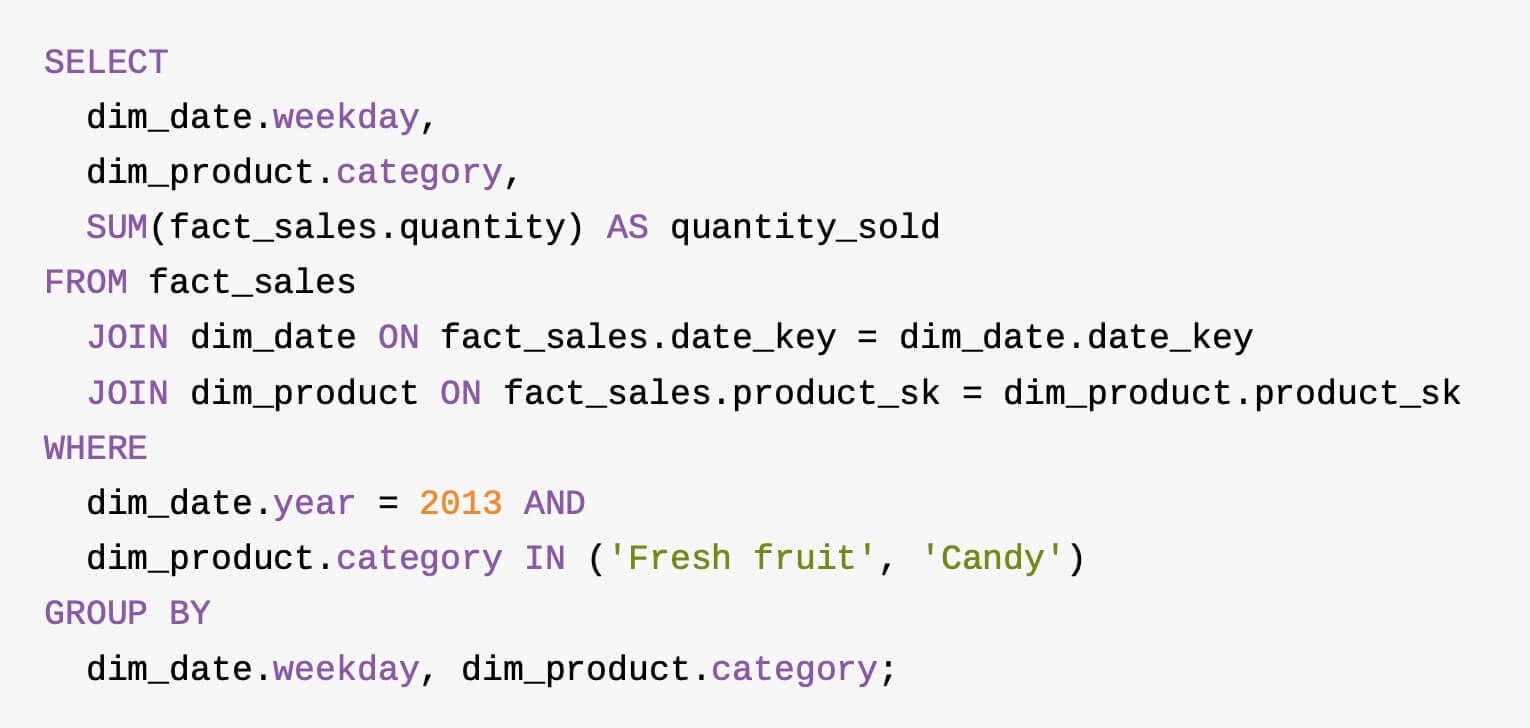 SELECT
  dim_date.weekday,
  dim_product.category,
  SUM(fact_sales.quantity) AS quantity_sold
FROM fact_sales
  JOIN dim_date ON fact_sales.date_key = dim_date.date_key
  JOIN dim_product ON fact_sales.product_sk = dim_product.product_sk
WHERE
  dim_date.year = 2013 AND
  dim_product.category IN ('Fresh fruit', 'Candy')
GROUP BY
  dim_date.weekday, dim_product.category;